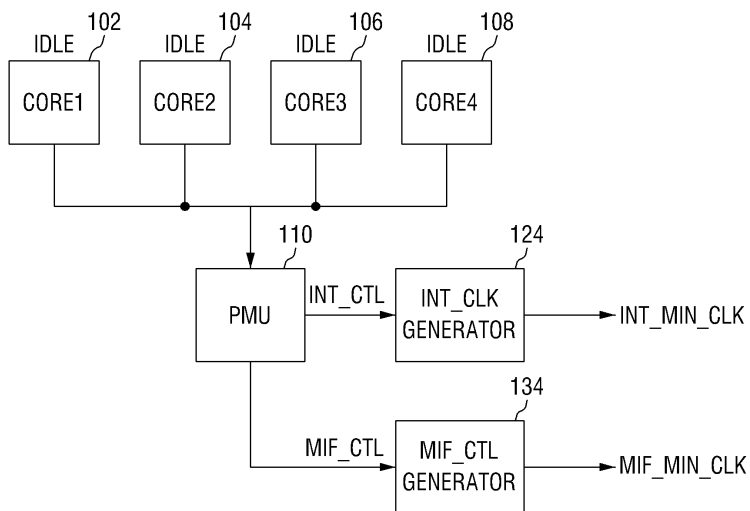 102
104
106
108
IDLE
IDLE
IDLE
IDLE
CORE1
CORE2
CORE3
CORE4
110
124
PMU
INT_CTL
INT_CLK
GENERATOR
INT_MIN_CLK
134
MIF_CTL
MIF_CTL
GENERATOR
MIF_MIN_CLK